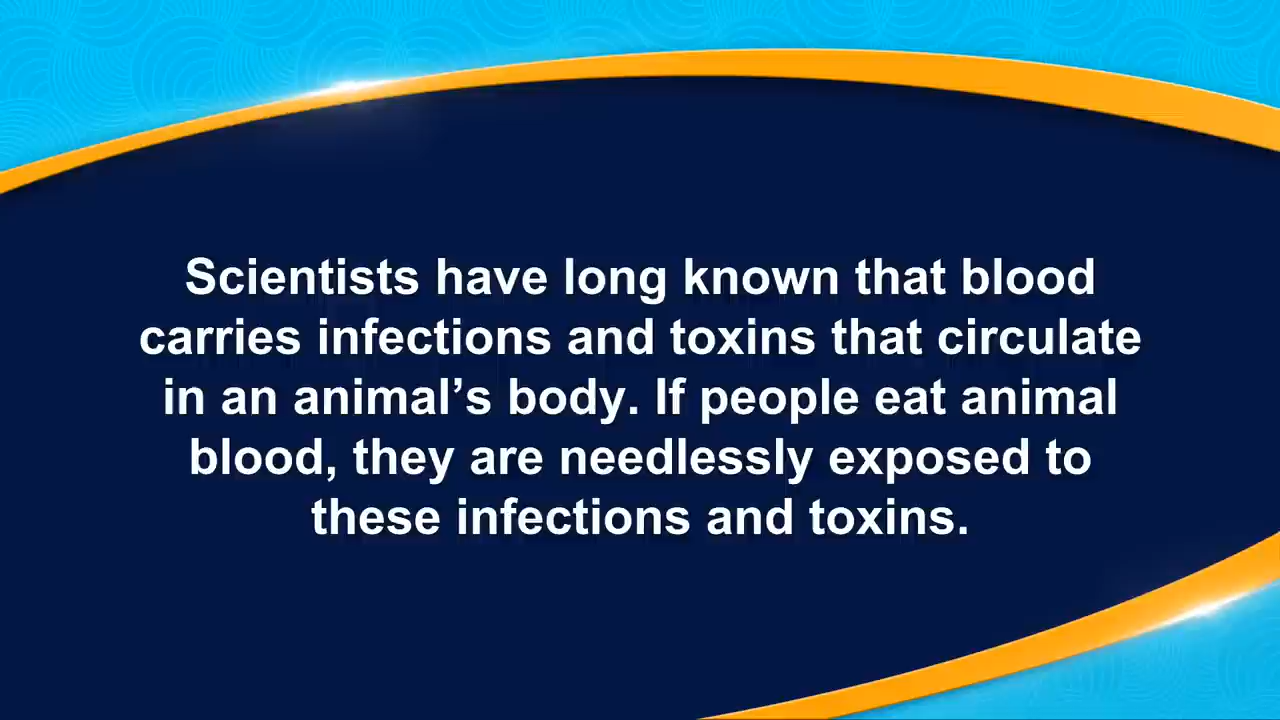 Scientists have long known that blood
carries infections and toxins that circulate
in an animal’s body. If people eat animal
blood, they are needlessly exposed to
these infections and toxins.